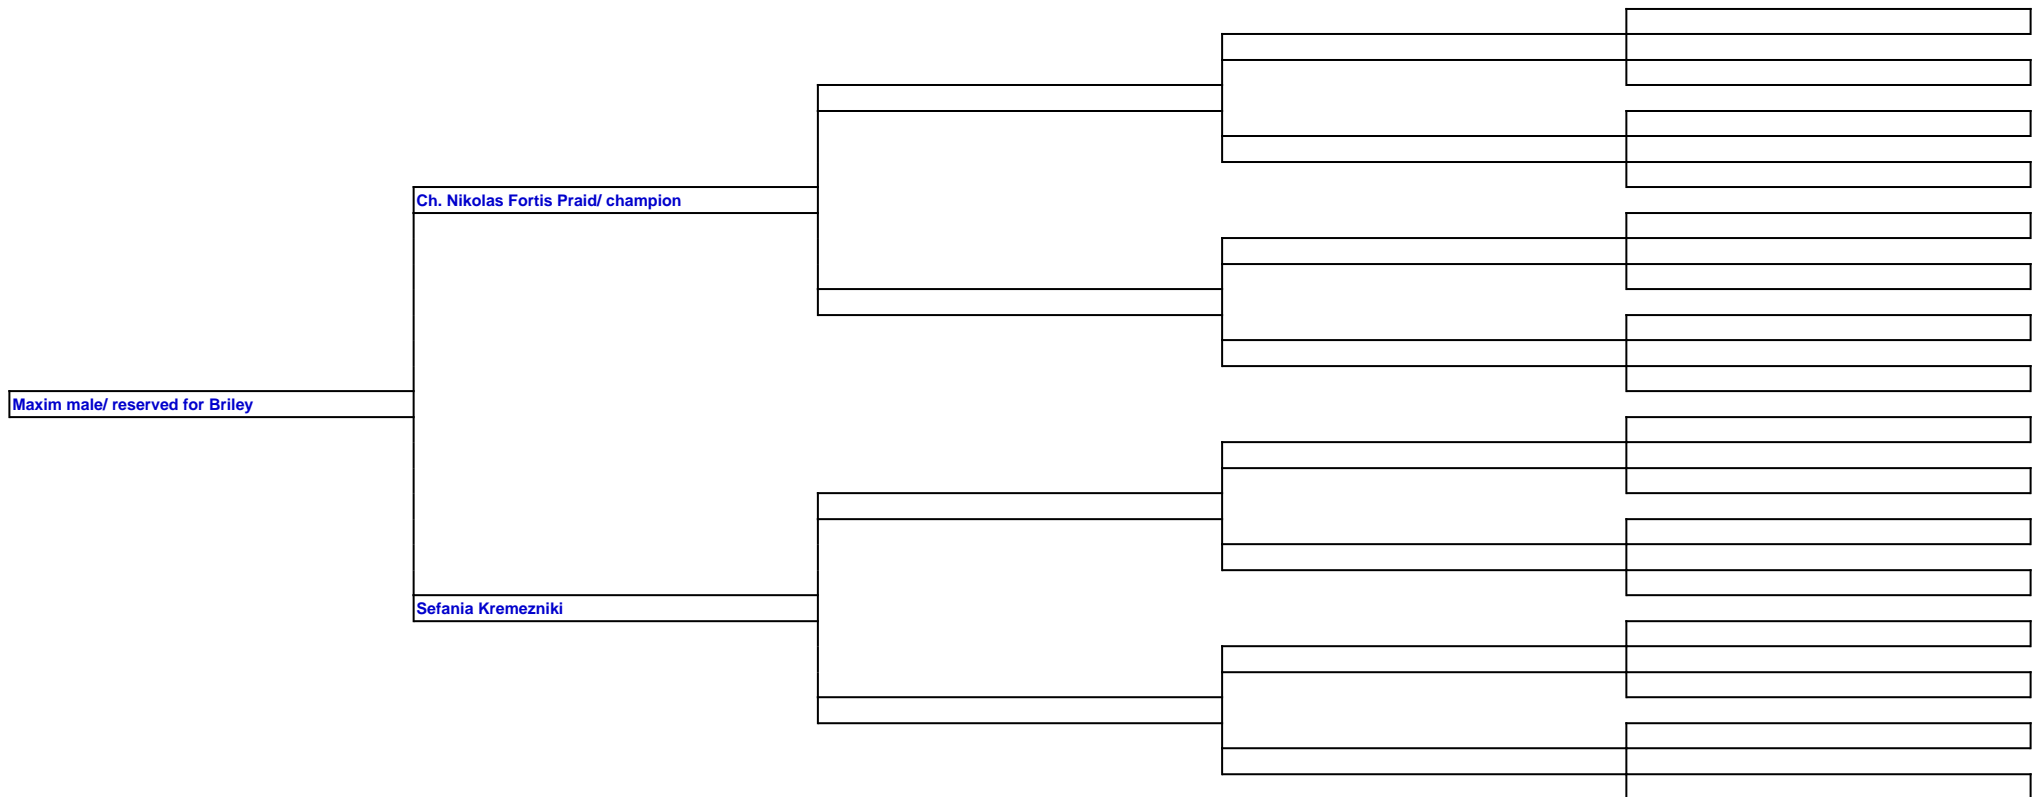 Ch. Nikolas Fortis Praid/ champion
Maxim male/ reserved for Briley
Sefania Kremezniki